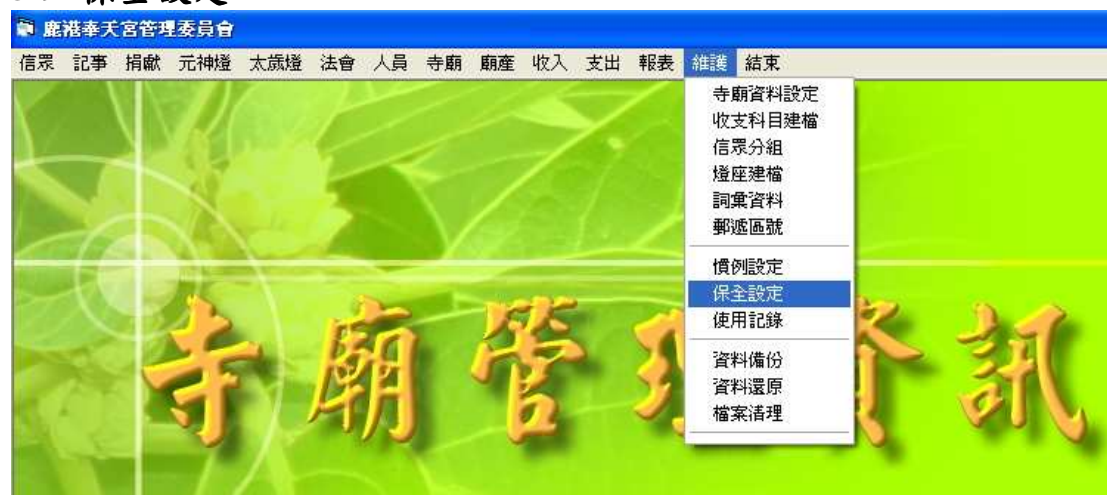 保全設定
鹿港奉天宮管理委員會
信眾 記事 捐獻 元神燈 太歲燈 法會 人員 寺廟 廟產 收入 支出 報表 維護 結束
寺廟資料設定
收支科目建檔
信眾分組
燈座建檔
詞彙資料
郵遞區號
慣例設定
保全設定
使用記錄
資料備份
資料還原
檔案清理
寺廟管理資訊